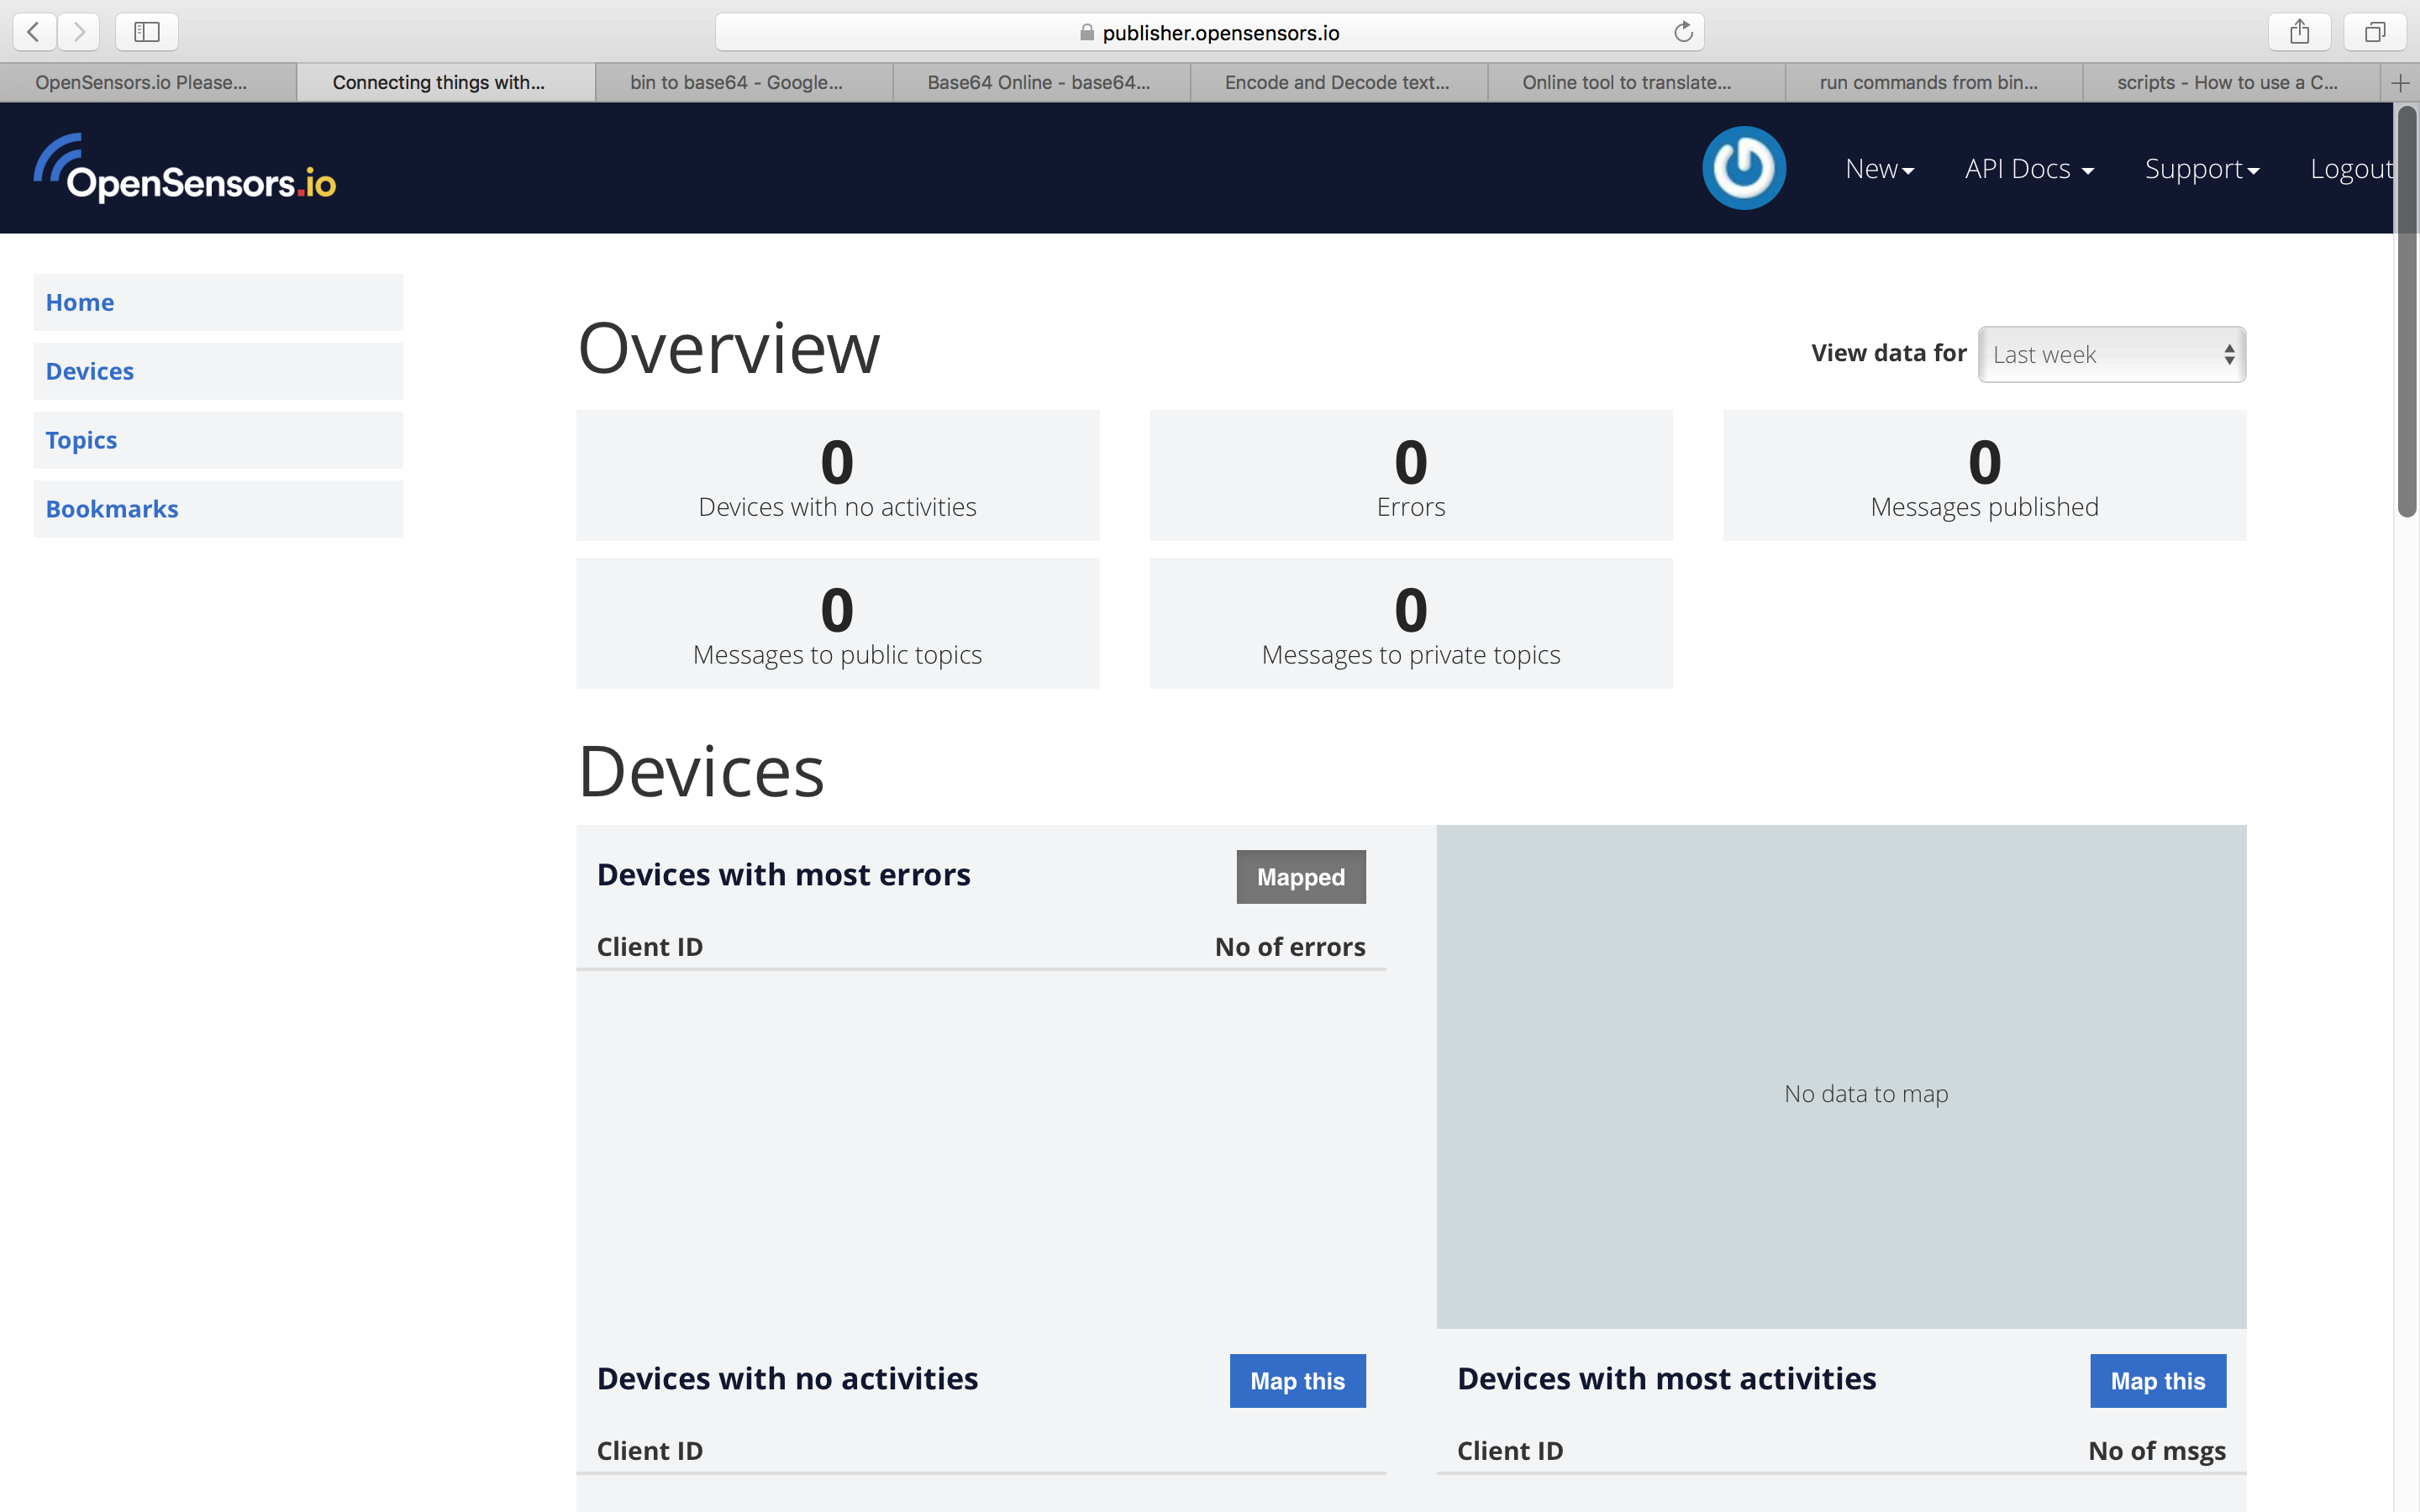 publisher.opensensors.io
OpenSensors.io Please...
Connecting things with...
bin to base64 - Google...
Base64 Online - base64...
Encode and Decode text...
Online tool to translate...
run commands from bin...
scripts - How to use a C...
OpenSensors.io
New
API Docs
Support
Logout
Home
Devices
Topics
Bookmarks
Overview
View data for
Last week
0
Devices with no activities
0
Errors
0
Messages published
0
Messages to public topics
0
Messages to private topics
Devices
Devices with most errors
Mapped
Client ID
No of errors
No data to map
Devices with no activities
Map this
Client ID
Devices with most activities
Map this
Client ID
No of msgs